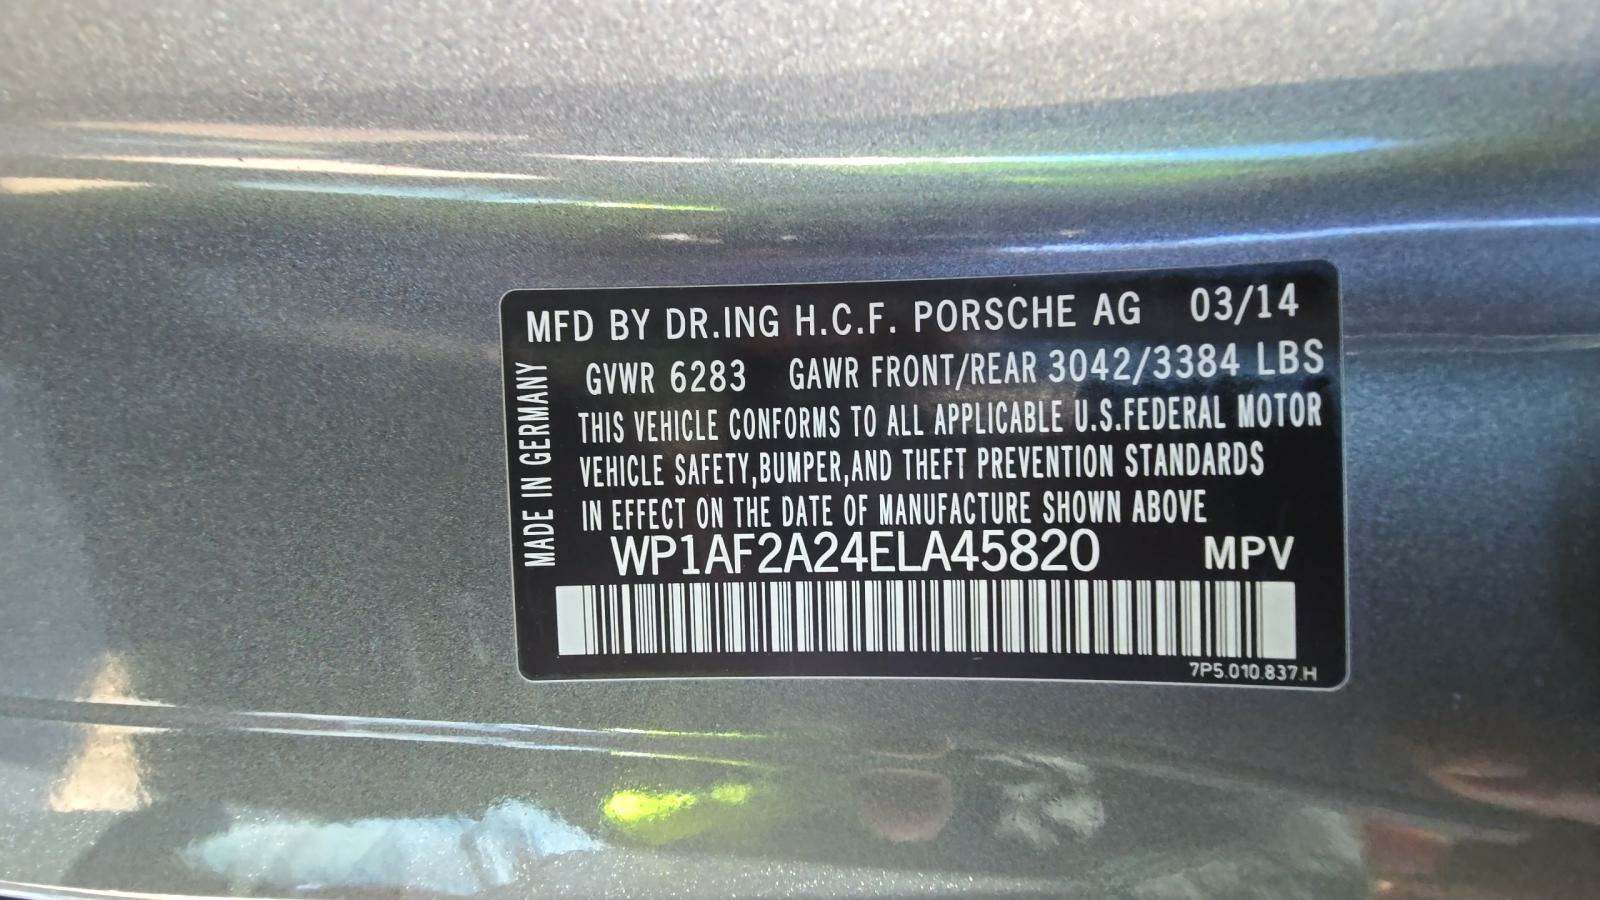 MFD BY DR.ING H.C.F. PORSCHE AG 03/14
GVWR 6283 GAWR FRONT/REAR 3042/3384 LBS
THIS VEHICLE CONFORMS TO ALL APPLICABLE U.S.FEDERAL MOTOR
VEHICLE SAFETY,BUMPER,AND THEFT PREVENTION STANDARDS
IN EFFECT ON THE DATE OF MANUFACTURE SHOWN ABOVE
MADE IN GERMANY
WP1AF2A24ELA45820 MPV
7P5.010.837.H